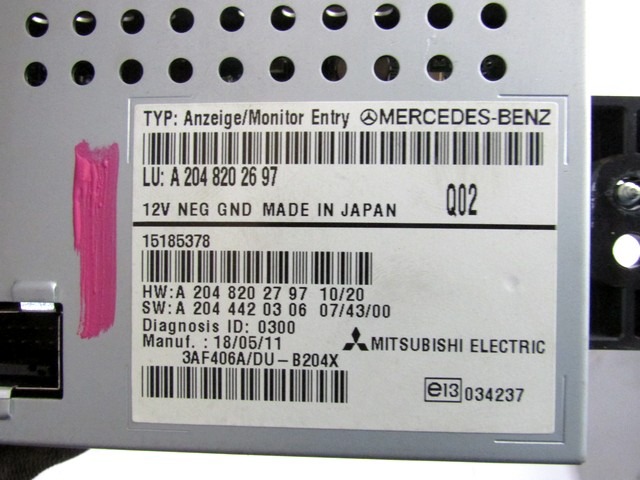 TYP: Anzeige/Monitor Entry MERCEDES-BENZ
LU: A 204 820 26 97
12V NEG GND MADE IN JAPAN Q02
15185378
HW:A 204 820 27 97 10/20
SW:A 204 442 03 06 07/43/00
Diagnosis ID: 0300
Manuf. : 18/05/11 MITSUBISHI ELECTRIC
3AF406A/DU-B204X
e13 034237